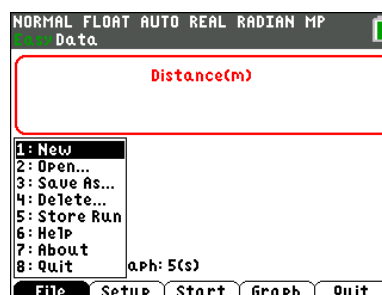 NORMAL FLOAT AUTO REAL RADIAN MP
EasyData
Distance(m)
1:New
2:Open...
3:Save As...
4:Delete...
5:Store Run
6:Help
7:About
8:Quit
aph:5(s)
File Setup Start Graph Quit